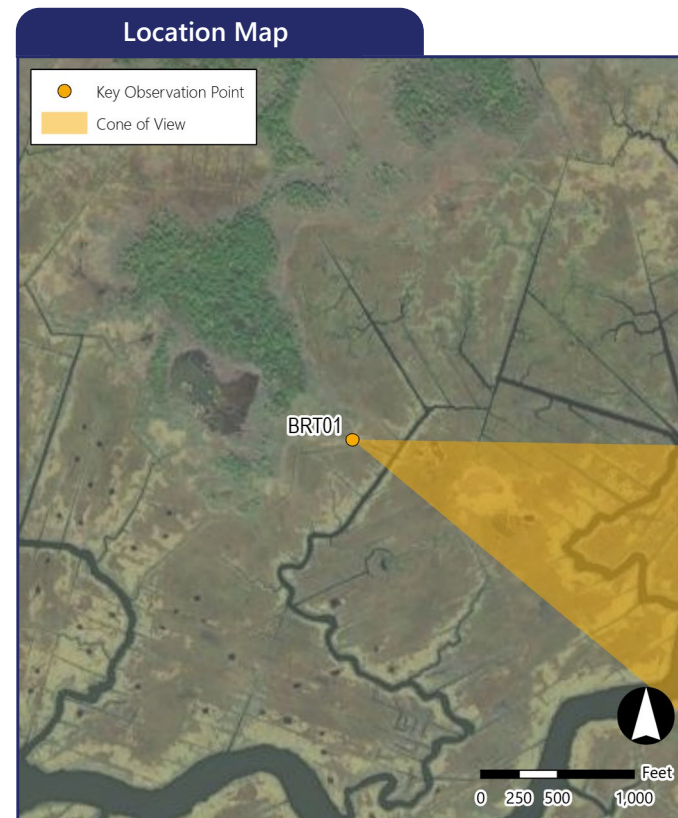 Location Map
Key Observation Point
Cone of View
BRT01
Feet
0 250 500 1,000